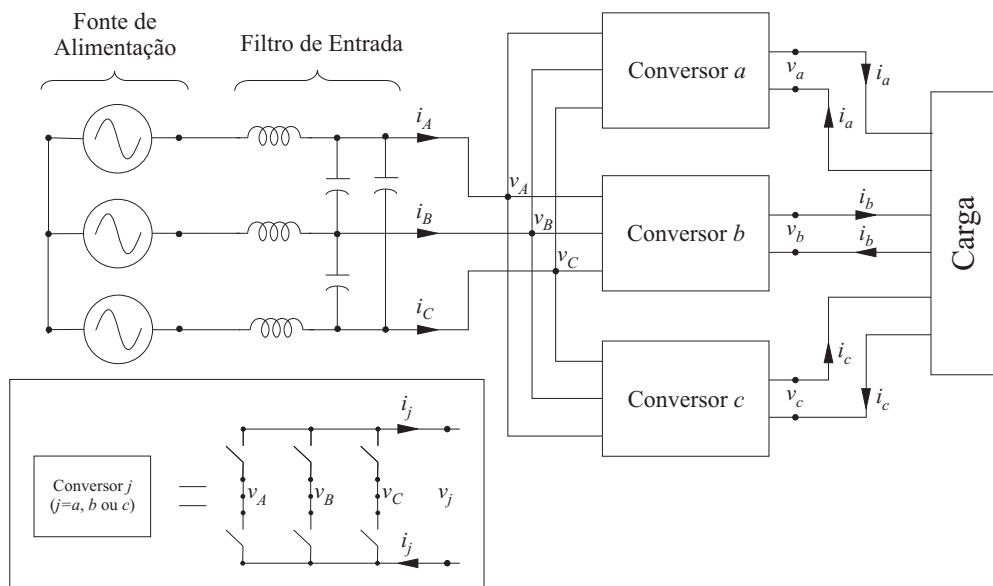 Fonte de
Alimentação
Filtro de Entrada
Conversor a
v_a
i_a
i_a
i_A
v_A
i_B
v_B
Conversor b
v_b
i_b
i_b
Carga
v_C
i_C
Conversor c
v_c
i_c
i_c
Conversor j
(j=a, b ou c)
i_j
v_A
v_B
v_C
v_j
i_j